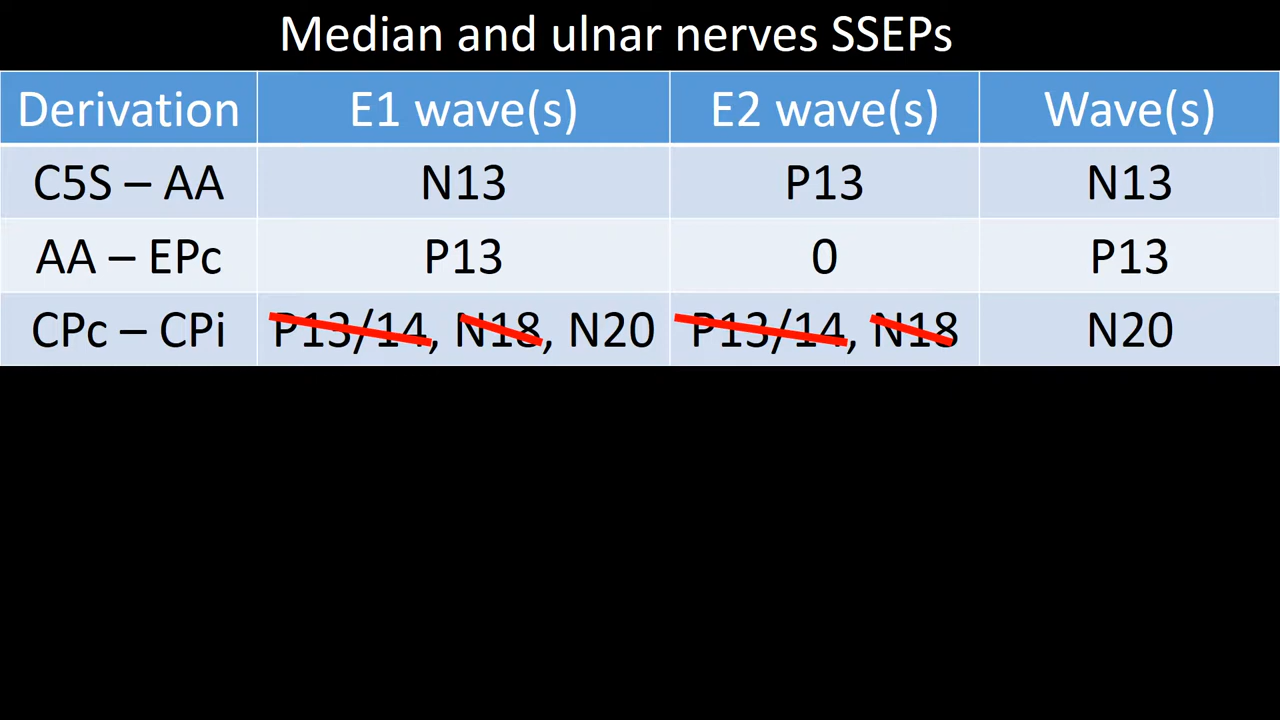 Median and ulnar nerves SSEPs
Derivation E1 wave(s) E2 wave(s) Wave(s)
C5S – AA N13 P13 N13
AA – EPc P13 0 P13
CPc – CPi P13/14, N18, N20 P13/14, N18 N20